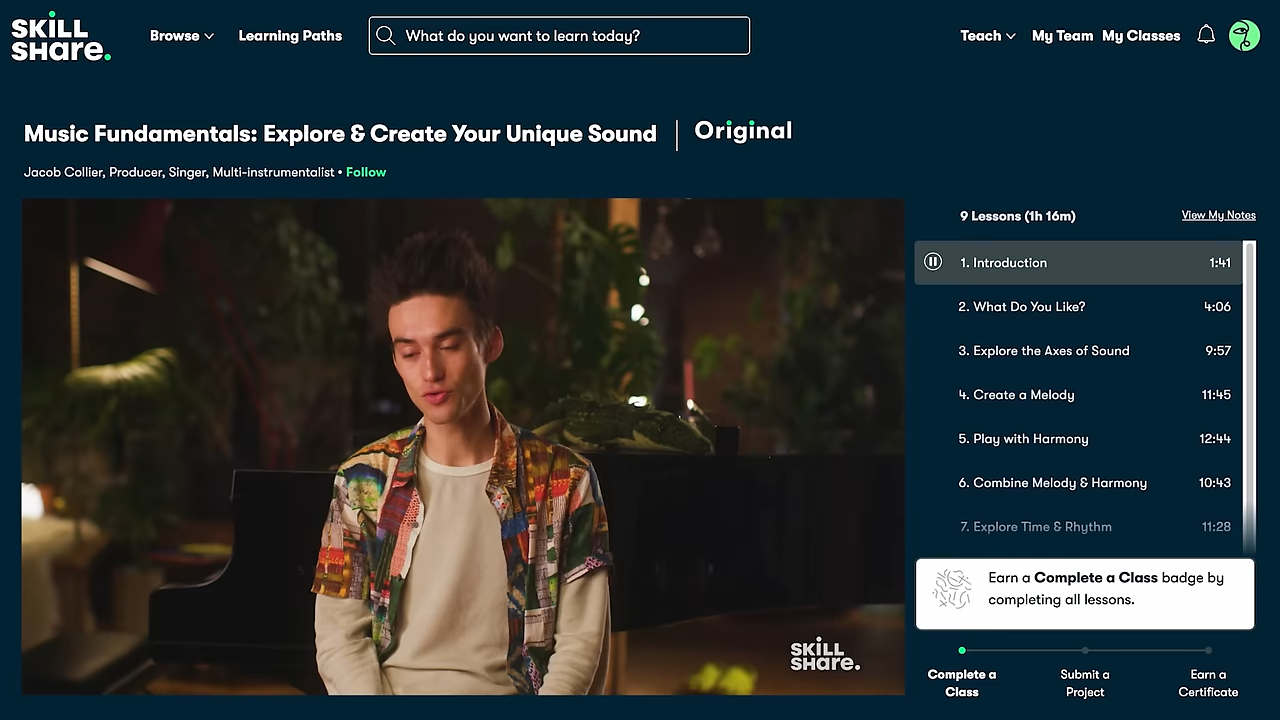 SKiLL
SHare.
Browse
Learning Paths
What do you want to learn today?
Teach
My Team
My Classes
Music Fundamentals: Explore & Create Your Unique Sound
Original
Jacob Collier, Producer, Singer, Multi-instrumentalist • Follow
9 Lessons (1h 16m)
View My Notes
1. Introduction 1:41
2. What Do You Like? 4:06
3. Explore the Axes of Sound 9:57
4. Create a Melody 11:45
5. Play with Harmony 12:44
6. Combine Melody & Harmony 10:43
7. Explore Time & Rhythm 11:28
Earn a Complete a Class badge by
completing all lessons.
SKiLL
SHare.
Complete a
Class
Submit a
Project
Earn a
Certificate